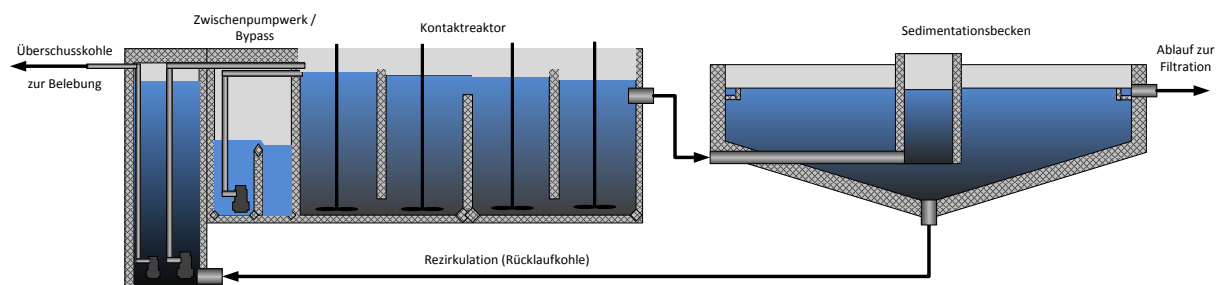 Zwischenpumpwerk /
Bypass
Kontaktreaktor
Sedimentationsbecken
Überschusskohle
zur Belebung
Ablauf zur
Filtration
Rezirkulation (Rücklaufkohle)